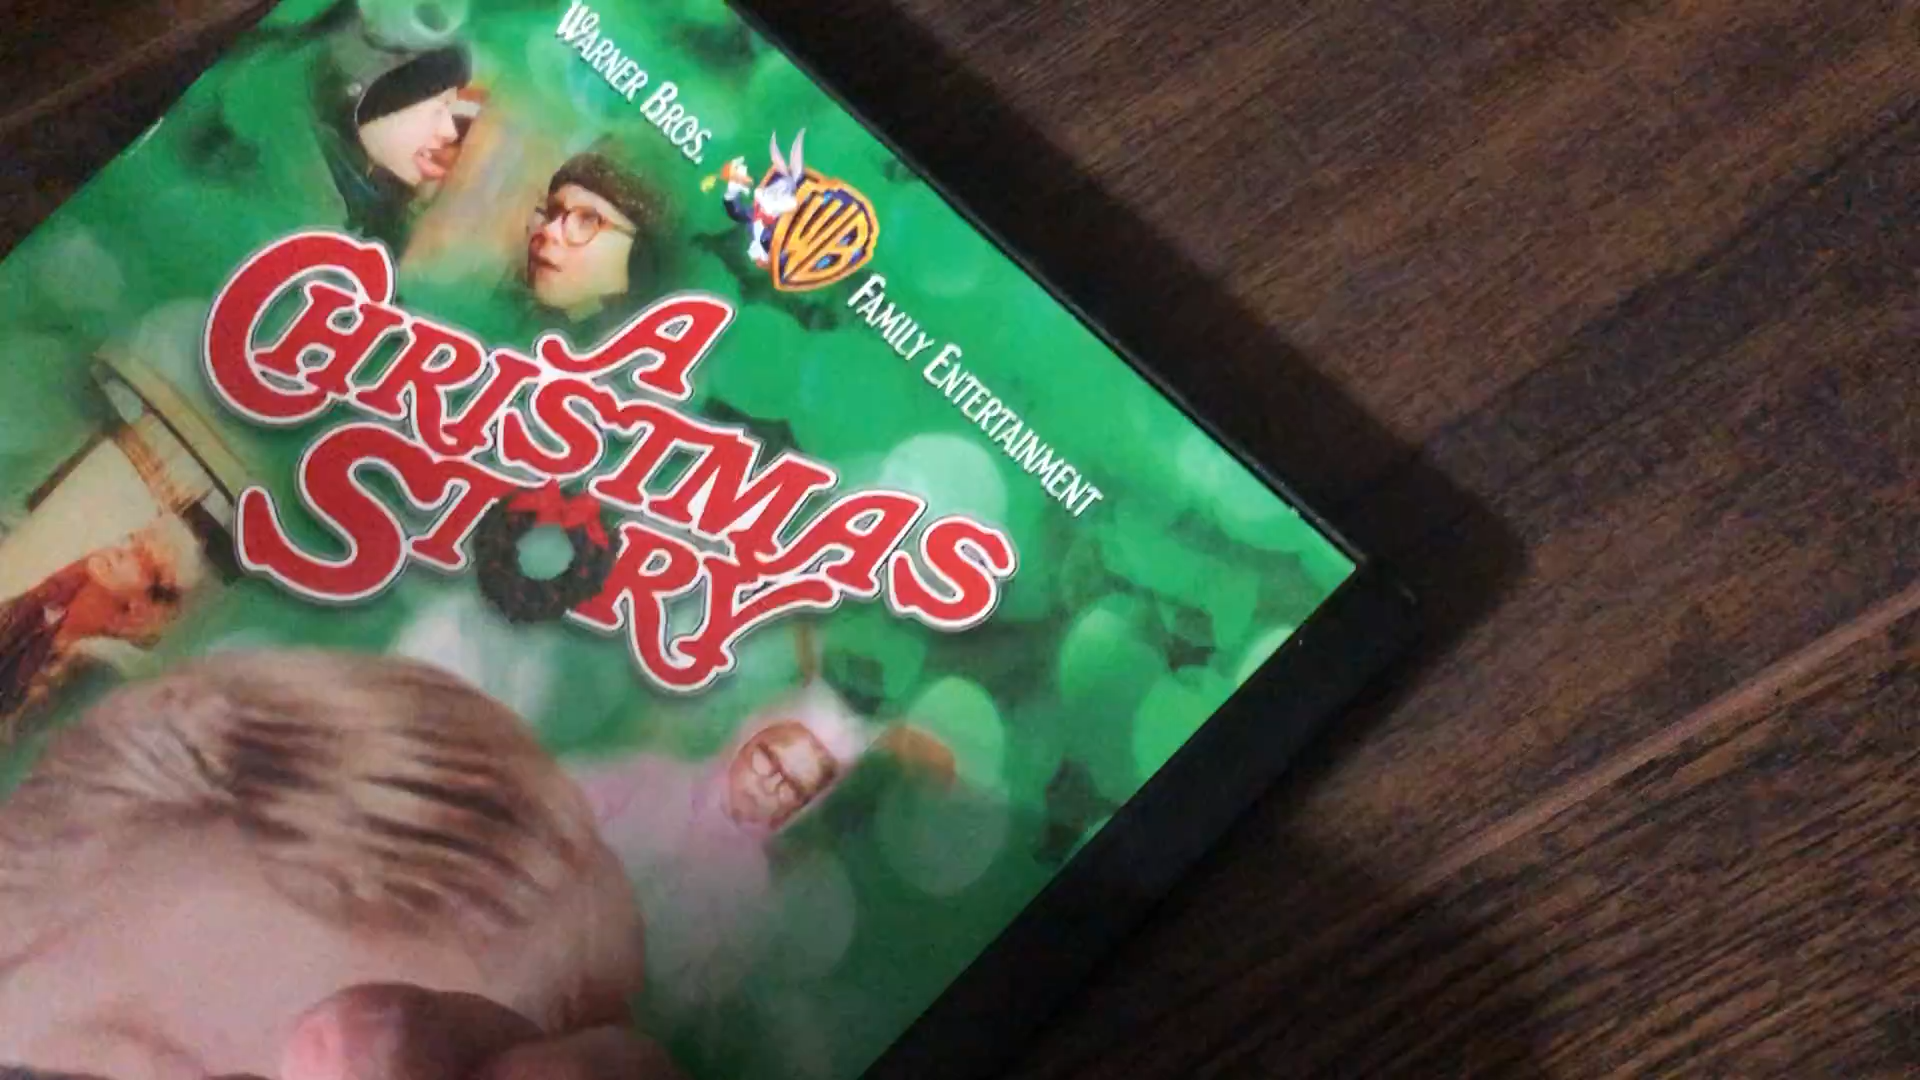 WARNER BROS.
WB
FAMILY ENTERTAINMENT
A
CHRISTMAS
STORY